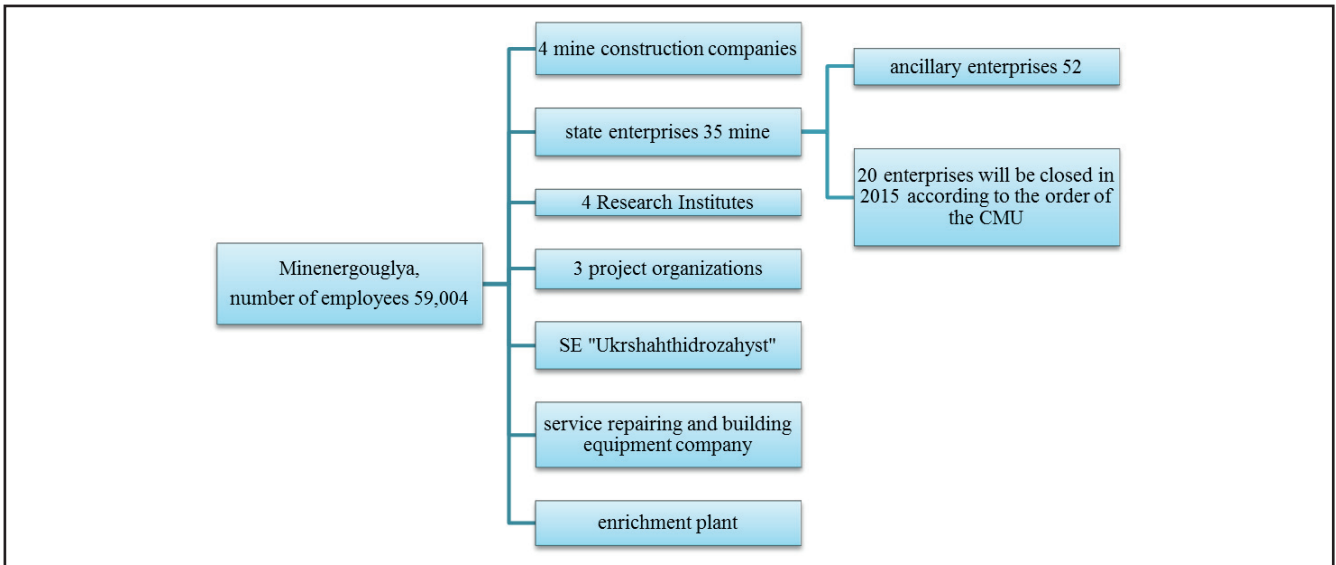 Minenergouglya,
number of employees 59,004
4 mine construction companies
state enterprises 35 mine
4 Research Institutes
3 project organizations
SE "Ukrshahthidrozahyst"
service repairing and building
equipment company
enrichment plant
ancillary enterprises 52
20 enterprises will be closed in
2015 according to the order of
the CMU